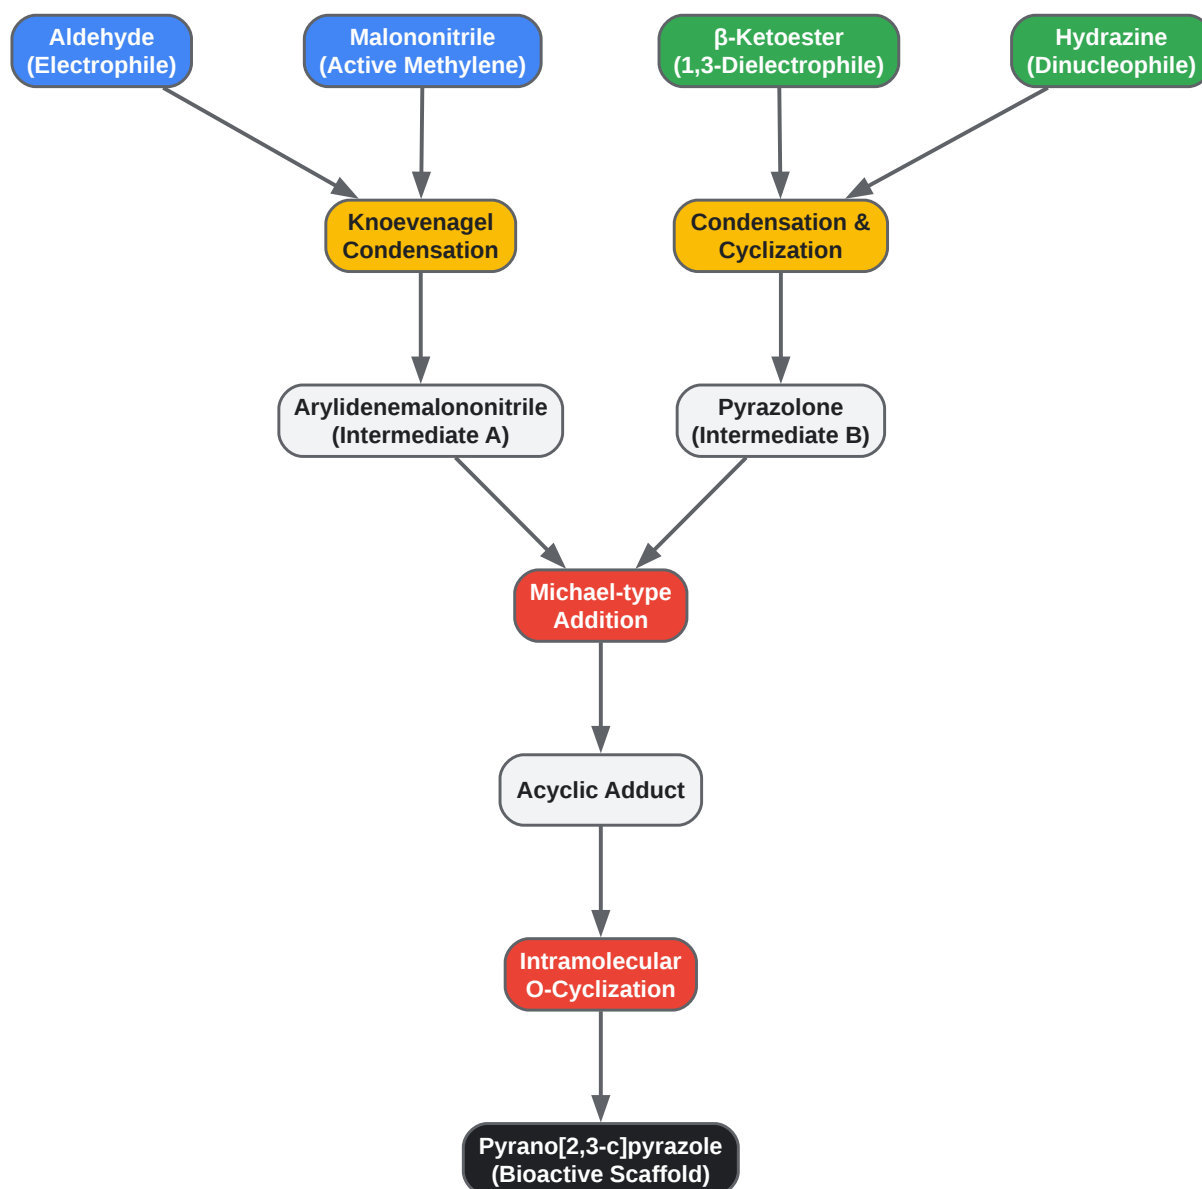 Aldehyde
(Electrophile)
Malononitrile
(Active Methylene)
β-Ketoester
(1,3-Dielectrophile)
Hydrazine
(Dinucleophile)
Knoevenagel
Condensation
Condensation &
Cyclization
Arylidenemalononitrile
(Intermediate A)
Pyrazolone
(Intermediate B)
Michael-type
Addition
Acyclic Adduct
Intramolecular
O-Cyclization
Pyrano[2,3-c]pyrazole
(Bioactive Scaffold)